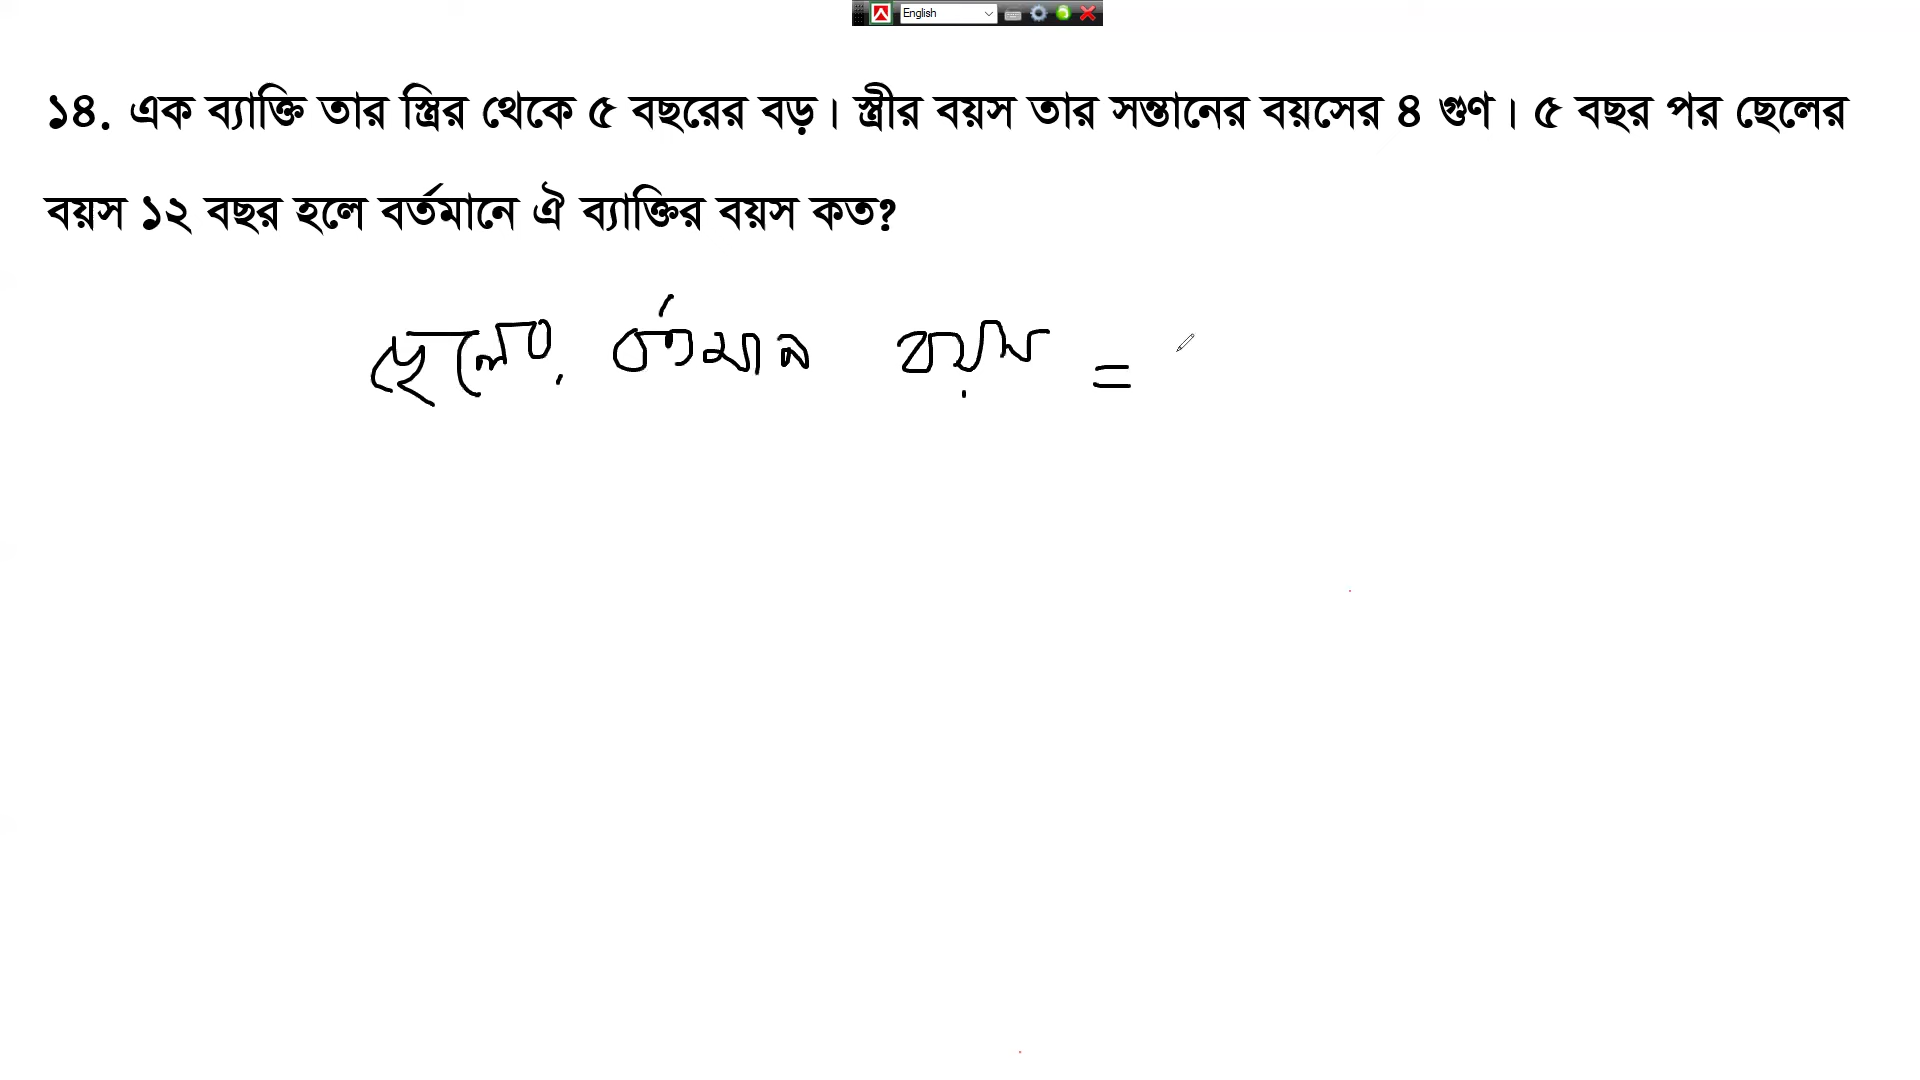 English
১৪. এক ব্যাক্তি তার স্ত্রির থেকে ৫ বছরের বড়। স্ত্রীর বয়স তার সন্তানের বয়সের ৪ গুণ। ৫ বছর পর ছেলের
বয়স ১২ বছর হলে বর্তমানে ঐ ব্যাক্তির বয়স কত?
ছেলের বর্তমান বয়স =